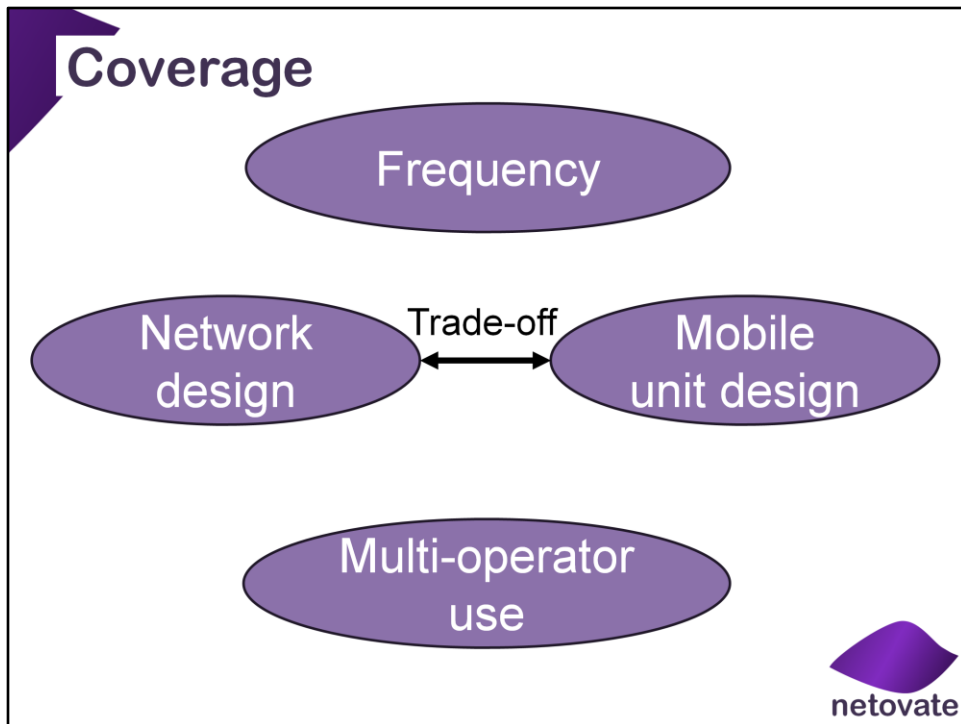 Coverage
Frequency
Network
design
Trade-off
Mobile
unit design
Multi-operator
use
netovate